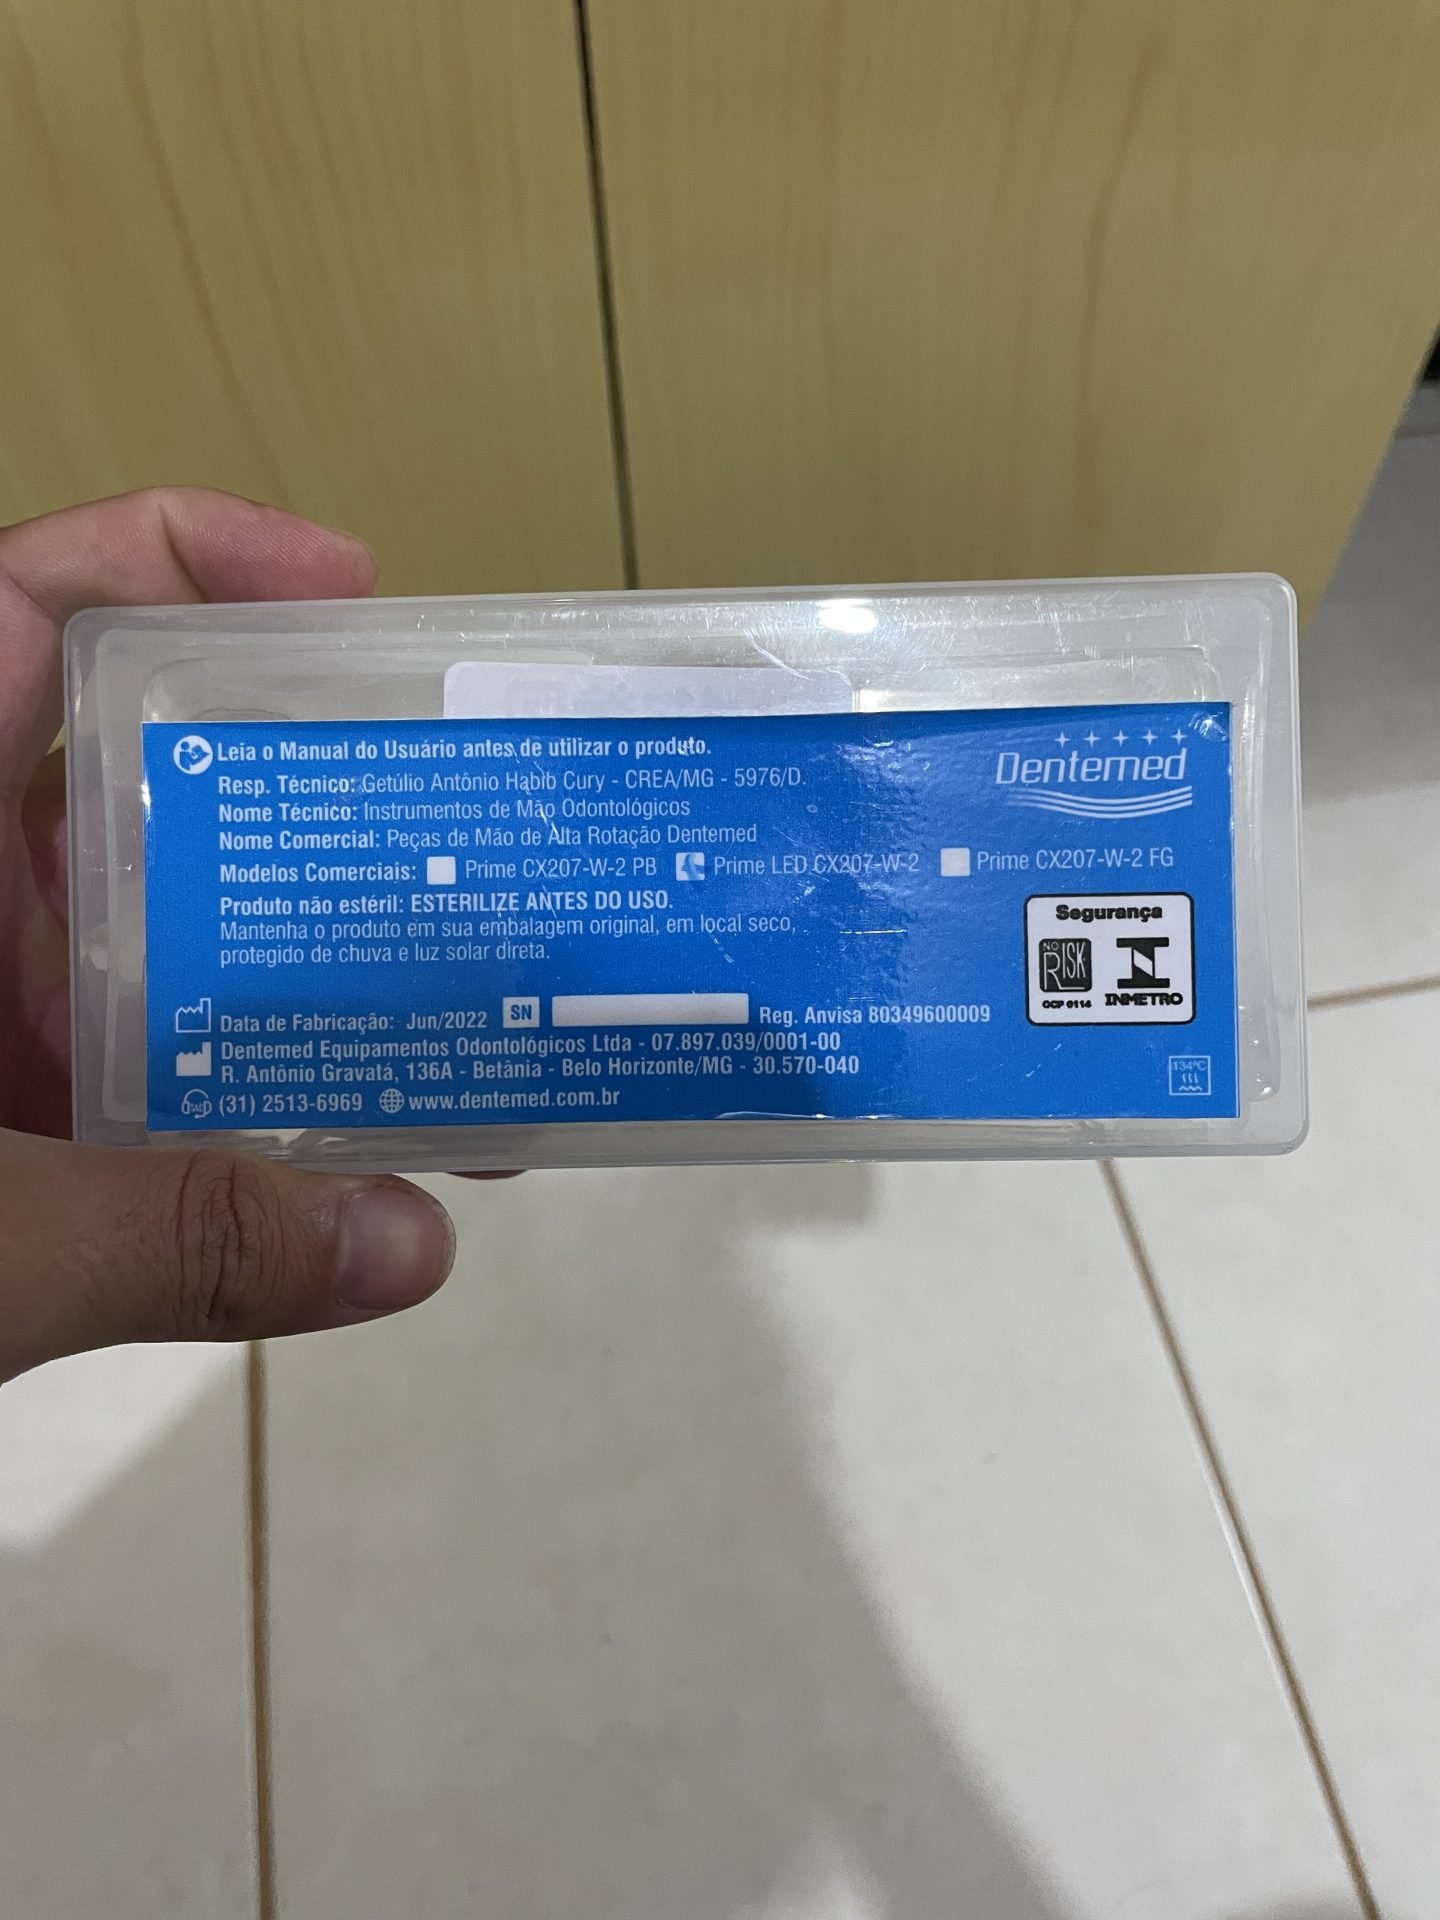 Leia o Manual do Usuário antes de utilizar o produto.
Dentemed
Resp. Técnico: Getúlio Antônio Habib Cury - CREA/MG - 5976/D.
Nome Técnico: Instrumentos de Mão Odontológicos
Nome Comercial: Peças de Mão de Alta Rotação Dentemed
Modelos Comerciais: Prime CX207-W-2 PB Prime LED CX207-W-2 Prime CX207-W-2 FG
Produto não estéril: ESTERILIZE ANTES DO USO.
Mantenha o produto em sua embalagem original, em local seco,
protegido de chuva e luz solar direta.
Segurança
NO RISK
OCP 0114 INMETRO
Data de Fabricação: Jun/2022 SN Reg. Anvisa 80349600009
Dentemed Equipamentos Odontológicos Ltda - 07.897.039/0001-00
R. Antônio Gravatá, 136A - Betânia - Belo Horizonte/MG - 30.570-040
134°C
SAC (31) 2513-6969 www.dentemed.com.br